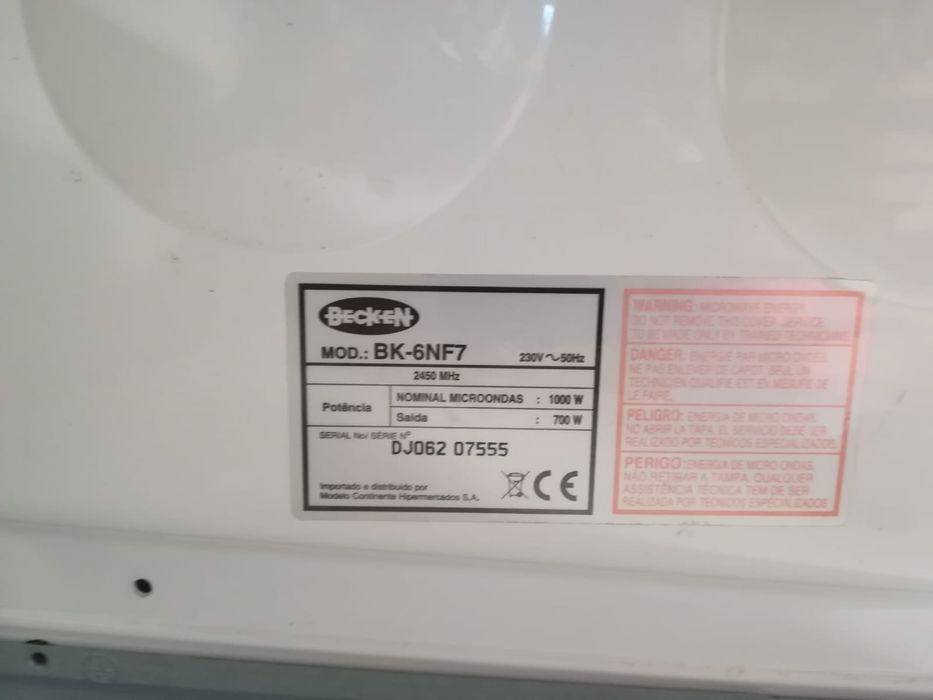 BECKEN
MOD.: BK-6NF7 230V~50Hz
2450 MHz
Potência
NOMINAL MICROONDAS : 1000 W
Saída : 700 W
SERIAL No/ SÉRIE Nº
DJ062 07555
Importado e distribuido por
Modelo Continente Hipermercados S.A.
CE
WARNING: MICROWAVE ENERGY.
DO NOT REMOVE THIS COVER. SERVICE
TO BE MADE ONLY BY TRAINED TECHNICIANS
DANGER: ENERGIE PAR MICRO ONDES.
NE PAS ENLEVER DE CAPOT. SEUL UN
TECHNICIEN QUALIFIE EST EN MESURE DE
LE FAIRE.
PELIGRO: ENERGIA DE MICRO ONDAS.
NO ABRIR LA TAPA. EL SERVICIO DEBE SER
REALIZADO POR TECNICOS ESPECIALIZADOS
PERIGO: ENERGIA DE MICRO ONDAS.
NÃO RETIRAR A TAMPA. QUALQUER
ASSISTÊNCIA TECNICA TEM DE SER
REALIZADA POR TECNICOS ESPECIALIZADOS